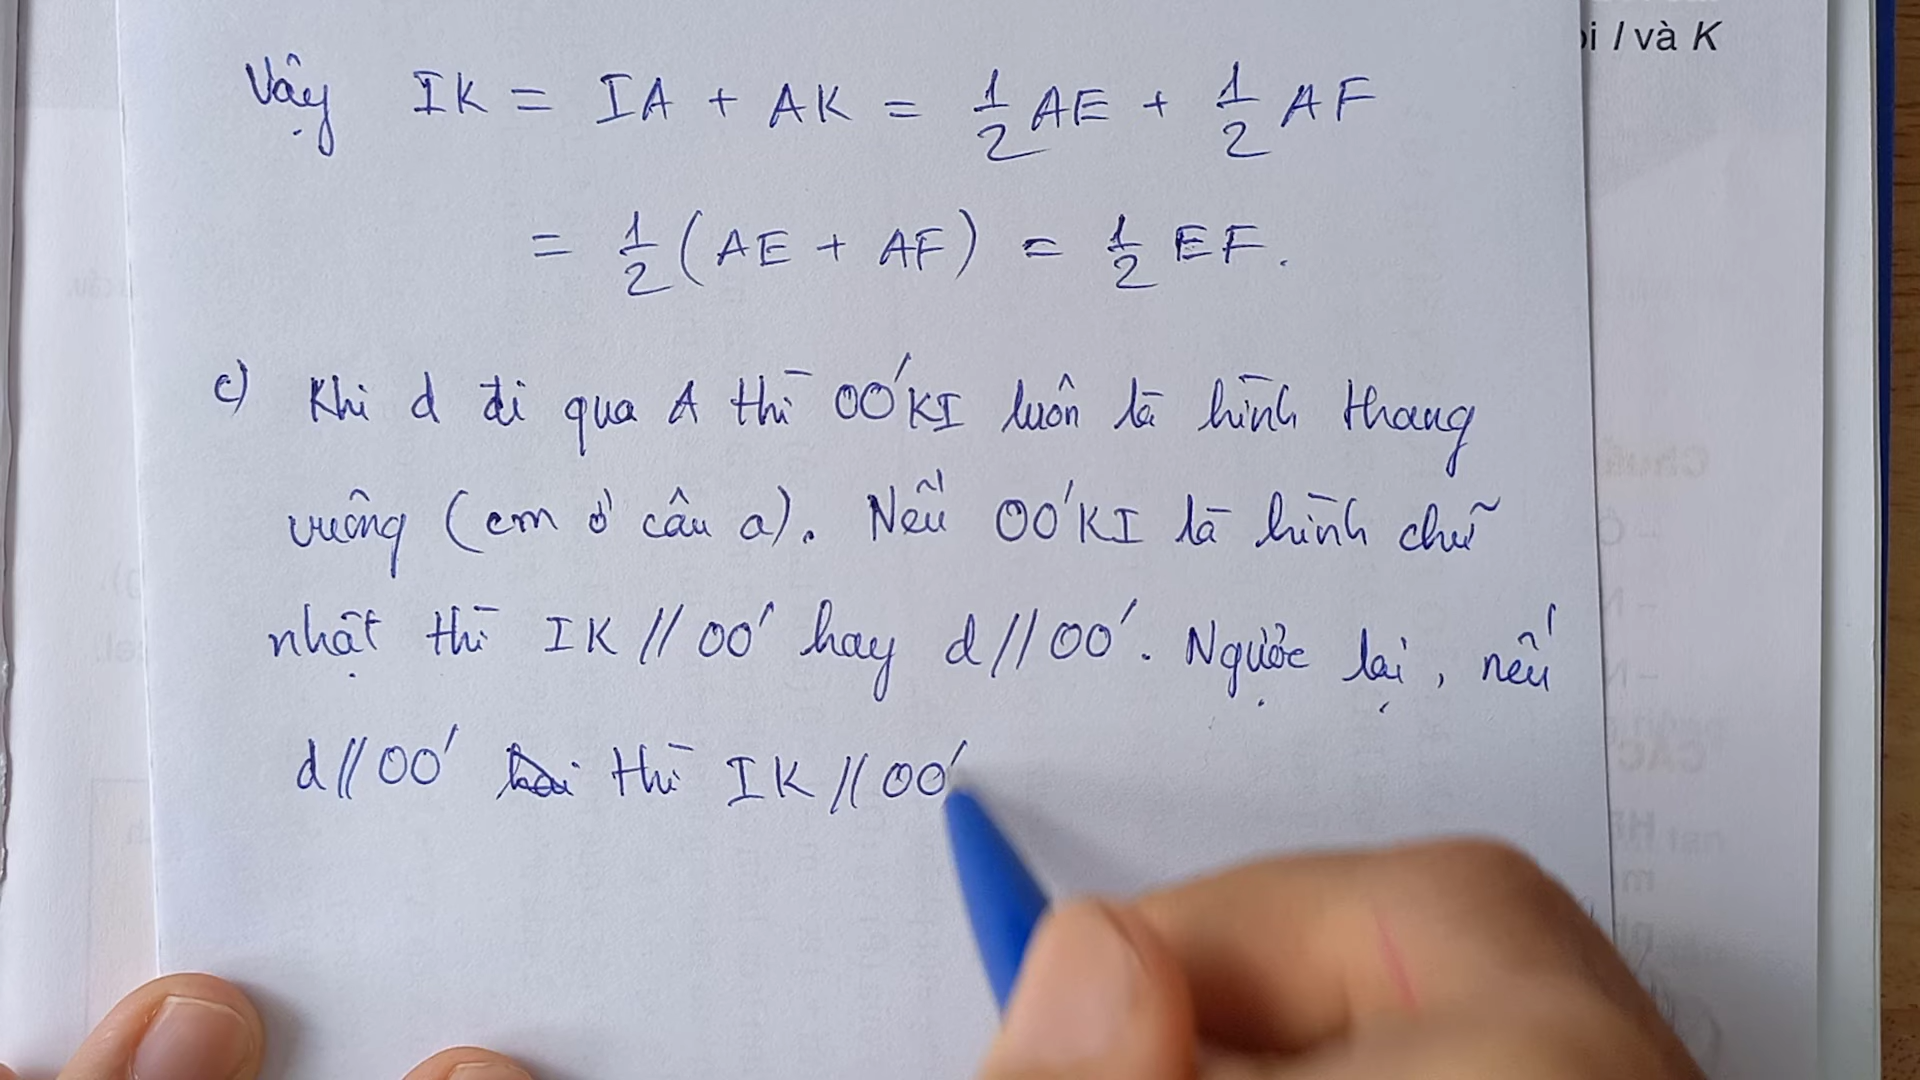 ởi I và K
Vậy IK = IA + AK = 1/2 AE + 1/2 AF
= 1/2 (AE + AF) = 1/2 EF.
c) Khi d đi qua A thì OO'KI luôn là hình thang
vuông (em ở câu a). Nếu OO'KI là hình chữ
nhật thì IK // OO' hay d // OO'. Ngược lại, nếu
d // OO' thì IK // OO'